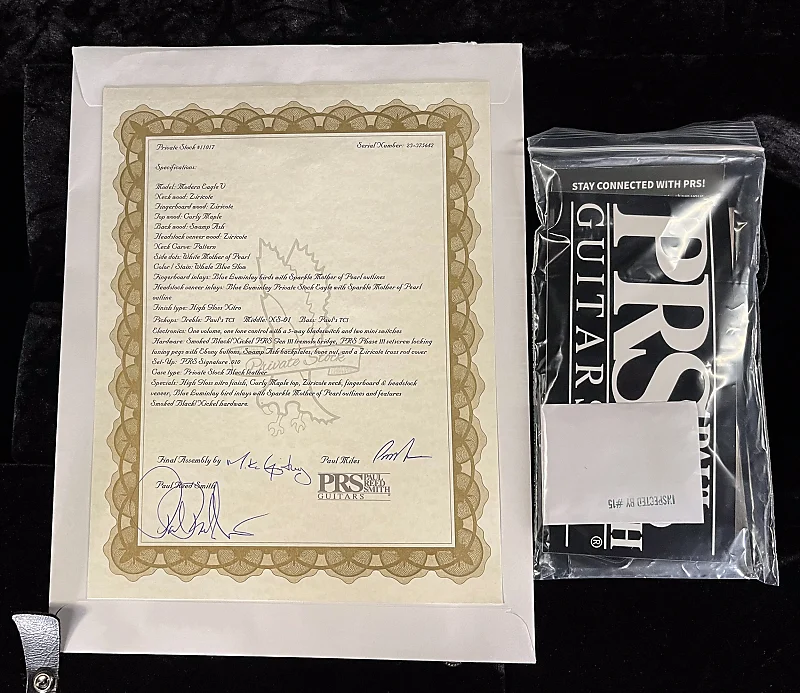 Private Stock #11017
Serial Number: 23-375642
Specifications:
Model: Modern Eagle V
Neck wood: Ziricote
Fingerboard wood: Ziricote
Top wood: Curly Maple
Back wood: Swamp Ash
Headstock veneer wood: Ziricote
Neck Carve: Pattern
Side dots: White Mother of Pearl
Color / Stain: Whale Blue Glow
Fingerboard inlays: Blue Luminlay birds with Sparkle Mother of Pearl outlines
Headstock veneer inlays: Blue Luminlay Private Stock Eagle with Sparkle Mother of Pearl
outline
Finish type: High Gloss Nitro
Pickups: Treble: Paul's TCI Middle: NS-01 Bass: Paul's TCI
Electronics: One volume, one tone control with a 5-way bladeswitch and two mini switches
Hardware: Smoked Black/ Nickel PRS Gen III tremolo bridge, PRS Phase III setscrew locking
tuning pegs with Ebony buttons, Swamp Ash backplates, bone nut, and a Ziricote truss rod cover
Set-Up: PRS Signature .010
Case type: Private Stock Black leather
Specials: High Gloss nitro finish, Curly Maple top, Ziricote neck, fingerboard & headstock
veneer, Blue Luminlay bird inlays with Sparkle Mother of Pearl outlines and features
Smoked Black/ Nickel hardware.
Private Stock
Final Assembly by
Paul Miles
Paul Reed Smith
PRS PAUL REED SMITH
GUITARS
STAY CONNECTED WITH PRS!
PRS
GUITARS
INSPECTED BY #15
®